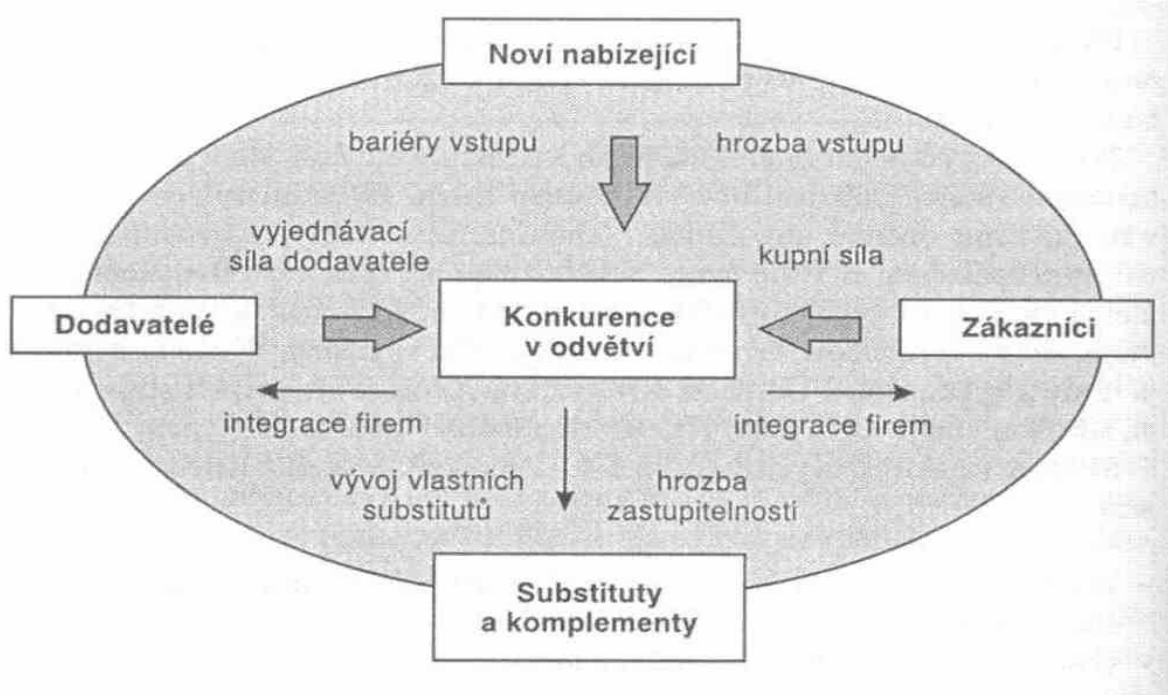 Noví nabízející
bariéry vstupu
hrozba vstupu
vyjednávací
síla dodavatele
kupní síla
Dodavatelé
Konkurence
v odvětví
Zákazníci
integrace firem
integrace firem
vývoj vlastních
substitutů
hrozba
zastupitelnosti
Substituty
a komplementy